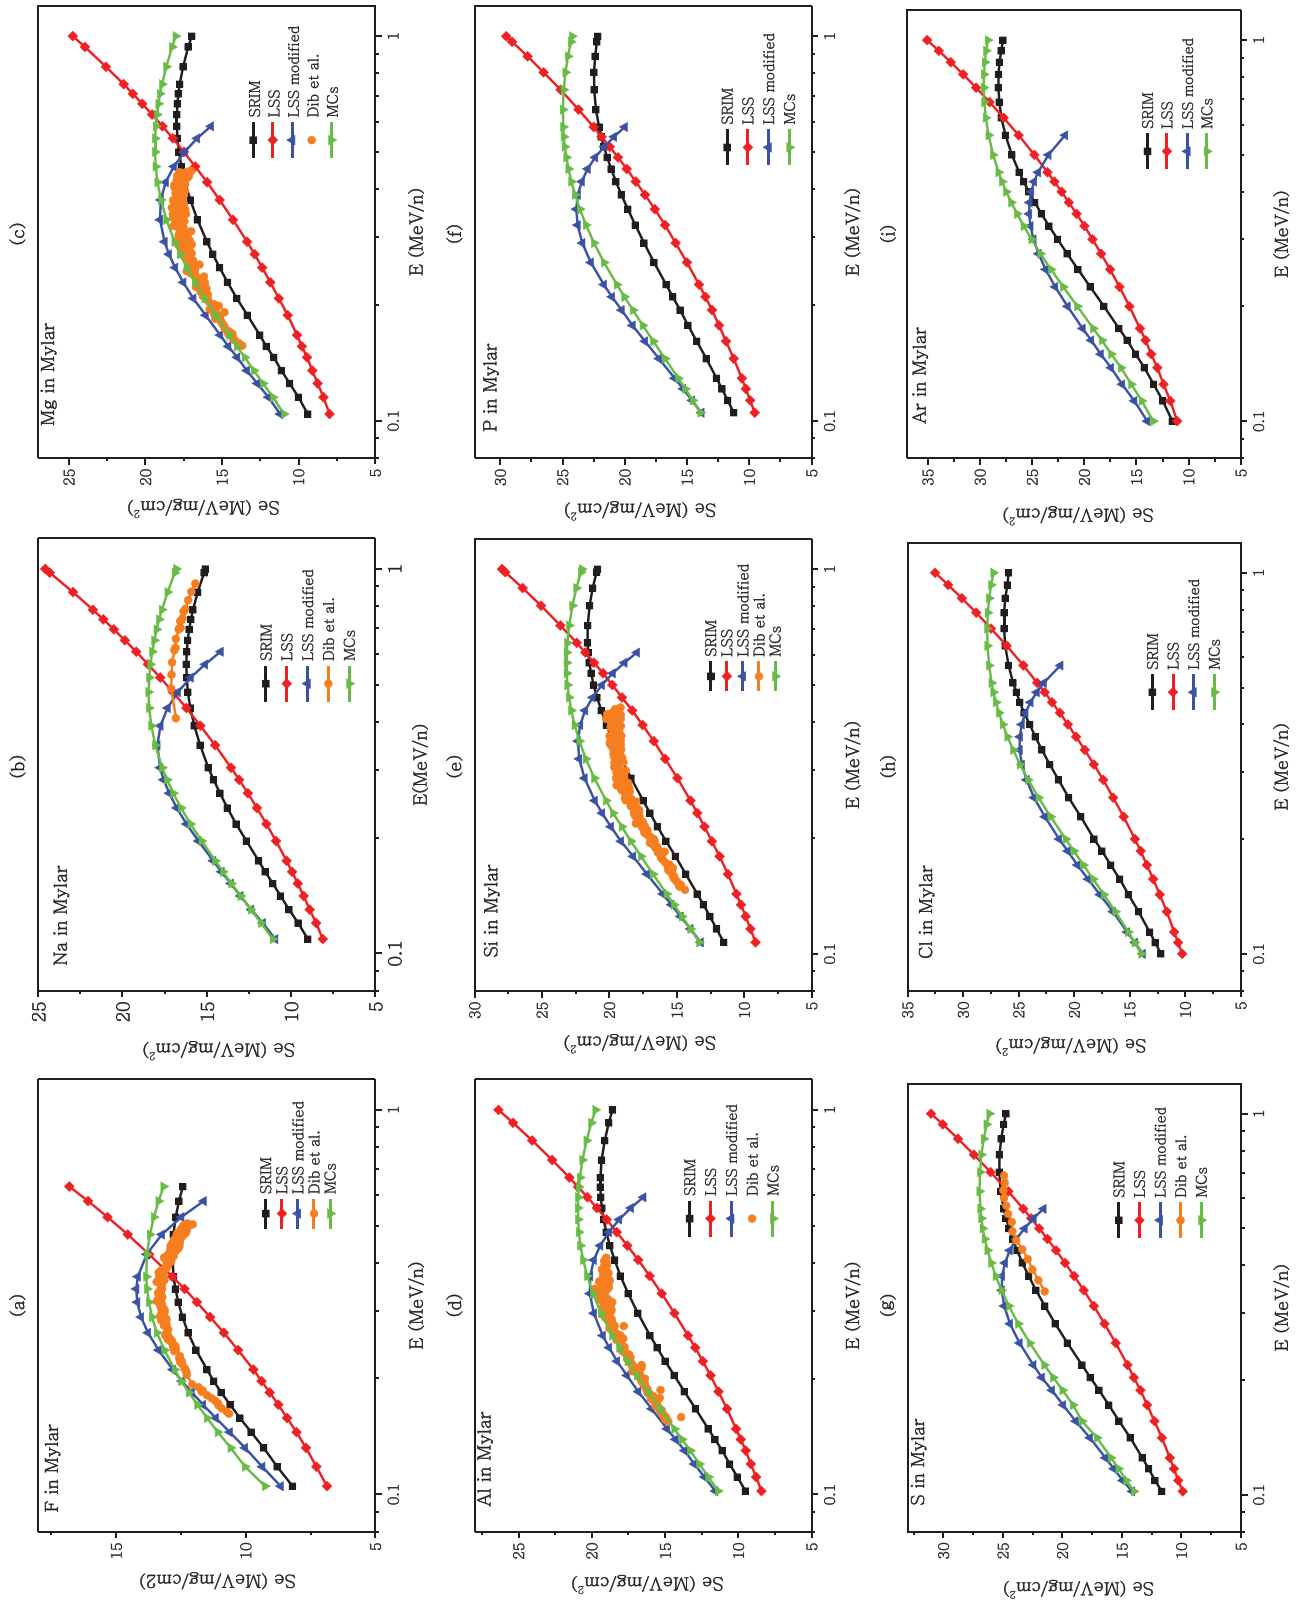 (a)
F in Mylar
15
10
5
Se (MeV/mg/cm2)
0.1
1
E (MeV/n)
SRIM
LSS
LSS modified
Dib et al.
MCs
(b)
Na in Mylar
25
20
15
10
5
Se (MeV/mg/cm²)
0.1
1
E(MeV/n)
SRIM
LSS
LSS modified
Dib et al.
MCs
(c)
Mg in Mylar
25
20
15
10
5
Se (MeV/mg/cm²)
0.1
1
E (MeV/n)
SRIM
LSS
LSS modified
Dib et al.
MCs
(d)
Al in Mylar
25
20
15
10
5
Se (MeV/mg/cm²)
0.1
1
E (MeV/n)
SRIM
LSS
LSS modified
Dib et al.
MCs
(e)
Si in Mylar
30
25
20
15
10
5
Se (MeV/mg/cm²)
0.1
1
E (MeV/n)
SRIM
LSS
LSS modified
Dib et al.
MCs
(f)
P in Mylar
30
25
20
15
10
5
Se (MeV/mg/cm²)
0.1
1
E (MeV/n)
SRIM
LSS
LSS modified
MCs
(g)
S in Mylar
30
25
20
15
10
5
Se (MeV/mg/cm²)
0.1
1
E (MeV/n)
SRIM
LSS
LSS modified
Dib et al.
MCs
(h)
Cl in Mylar
35
30
25
20
15
10
5
Se (MeV/mg/cm²)
0.1
1
E (MeV/n)
SRIM
LSS
LSS modified
MCs
(i)
Ar in Mylar
35
30
25
20
15
10
5
Se (MeV/mg/cm²)
0.1
1
E (MeV/n)
SRIM
LSS
LSS modified
MCs